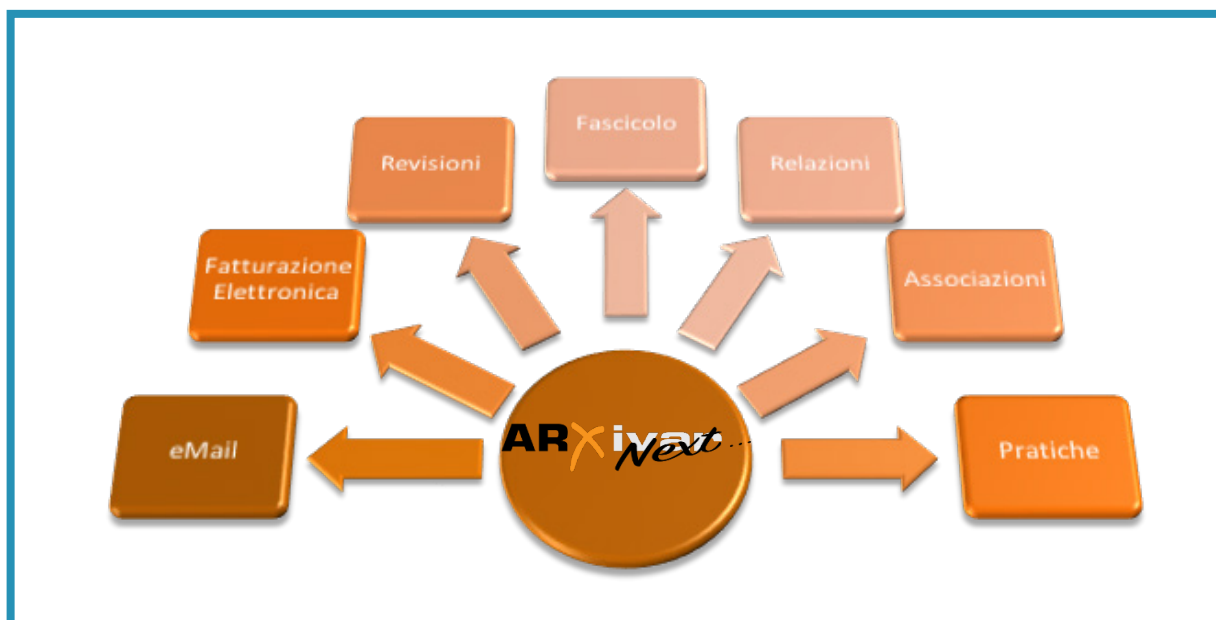 Fascicolo
Revisioni
Relazioni
Fatturazione
Elettronica
Associazioni
eMail
ARXivar
Next...
Pratiche